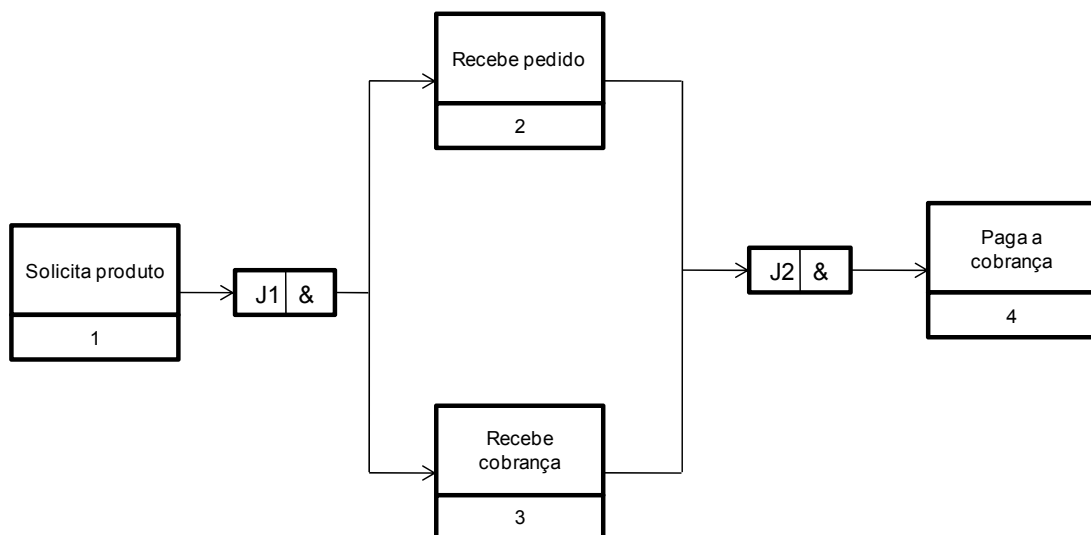 Solicita produto
1
J1 &
Recebe pedido
2
Recebe
cobrança
3
J2 &
Paga a
cobrança
4